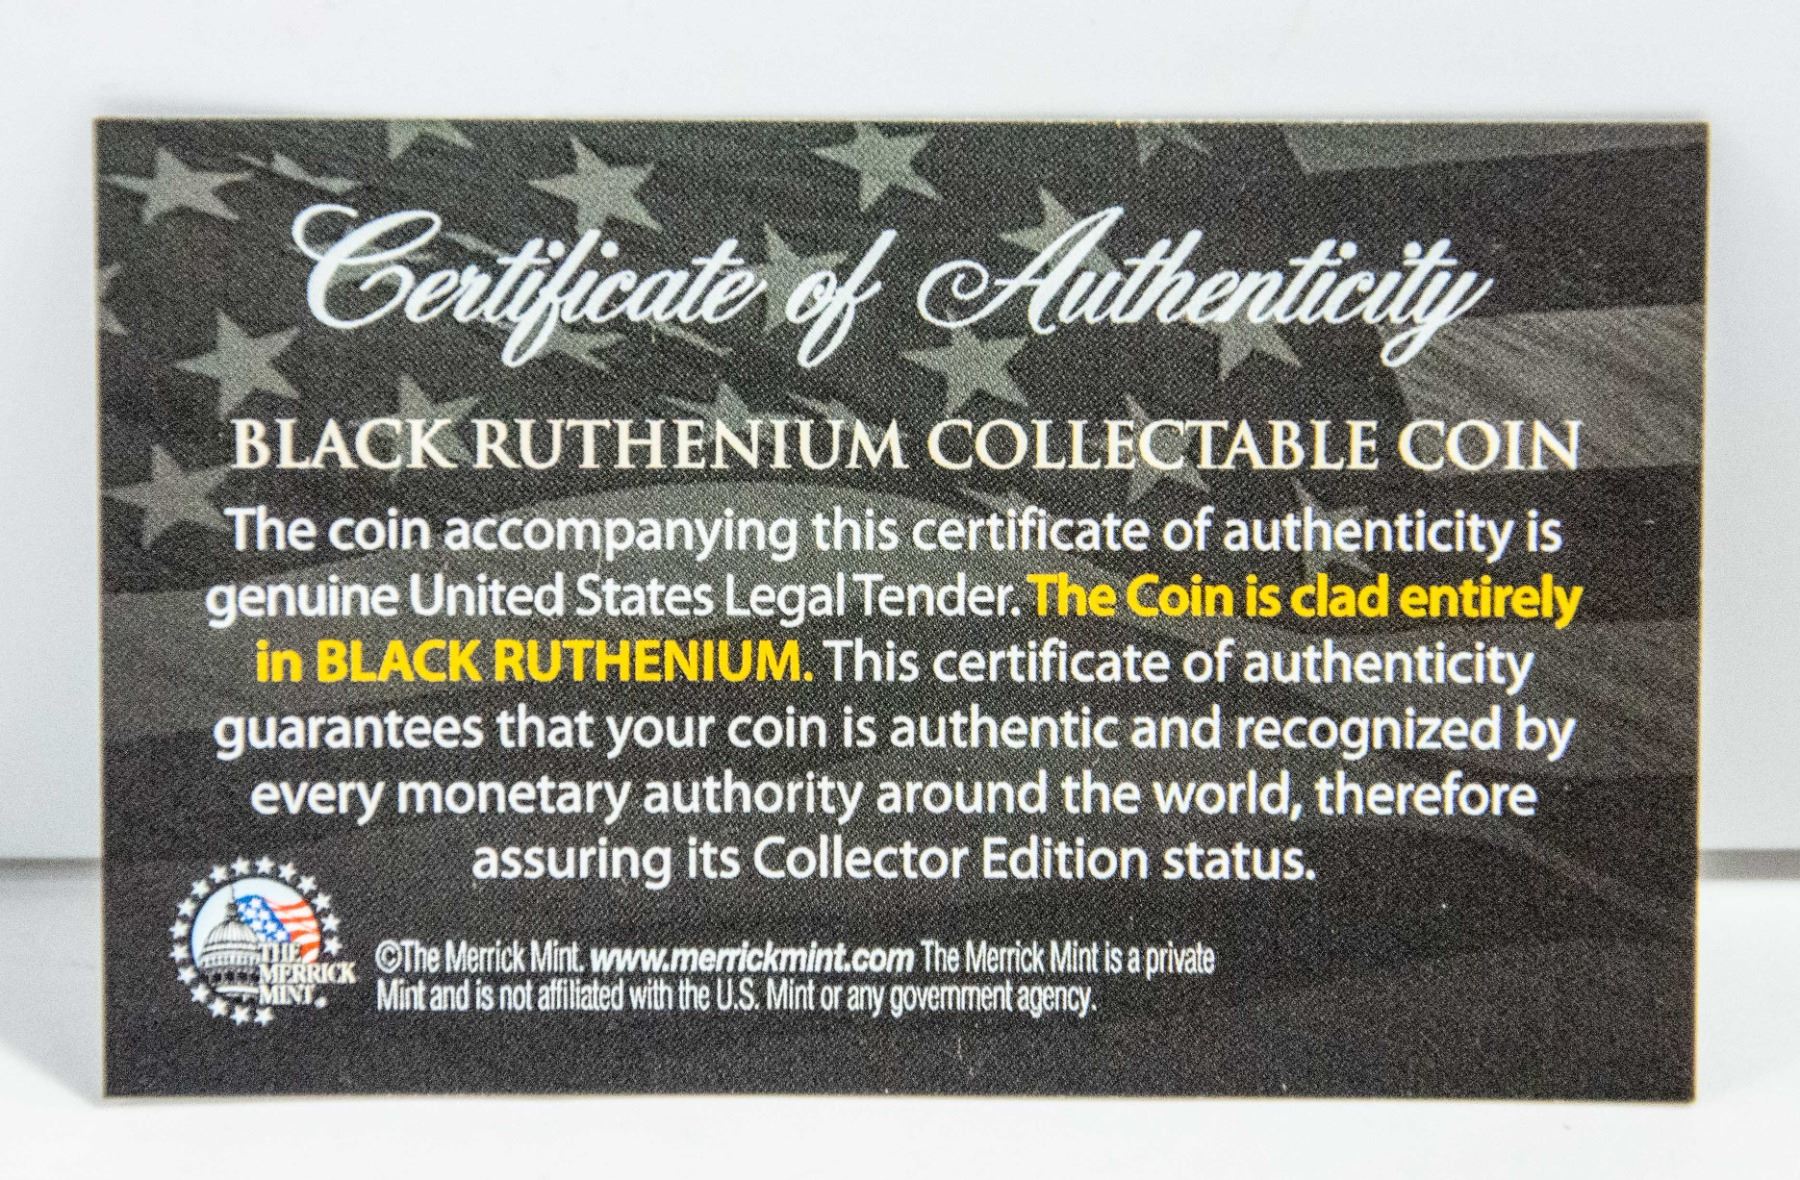 Certificate of Authenticity
BLACK RUTHENIUM COLLECTABLE COIN
The coin accompanying this certificate of authenticity is
genuine United States Legal Tender. The Coin is clad entirely
in BLACK RUTHENIUM. This certificate of authenticity
guarantees that your coin is authentic and recognized by
every monetary authority around the world, therefore
assuring its Collector Edition status.
THE
MERRICK
MINT
©The Merrick Mint. www.merrickmint.com The Merrick Mint is a private
Mint and is not affiliated with the U.S. Mint or any government agency.